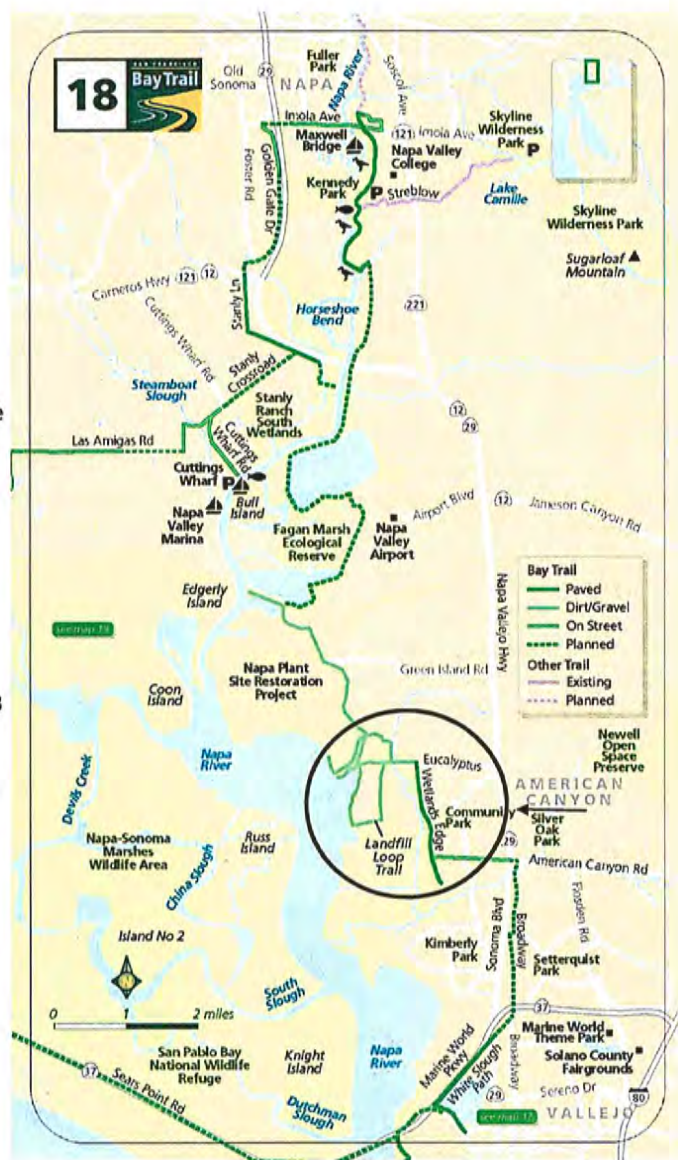 18
SAN FRANCISCO
Bay Trail
Old
Sonoma
29
NAPA
Fuller
Park
Napa River
Soscol Ave
Imola Ave
Maxwell
Bridge
121
Imola Ave
Napa Valley
College
Skyline
Wilderness
Park
P
Kennedy
Park
P
Streblow
Lake
Camille
Skyline
Wilderness Park
Sugarloaf
Mountain
Foster Rd
Golden Gate Dr
Carneros Hwy
121
12
Stanly Ln
Horseshoe
Bend
221
Cuttings Wharf Rd
Stanly
Crossroad
Steamboat
Slough
Stanly
Ranch
South
Wetlands
12
29
Las Amigas Rd
Cuttings
Wharf Rd
Cuttings
Wharf
P
Bull
Island
Napa
Valley
Marina
Fagan Marsh
Ecological
Reserve
Airport Blvd
Napa
Valley
Airport
12
Jameson Canyon Rd
Edgerly
Island
Napa Vallejo Hwy
Bay Trail
Paved
Dirt/Gravel
On Street
Planned
Other Trail
Existing
Planned
see map 19
Napa Plant
Site Restoration
Project
Green Island Rd
Coon
Island
Napa
River
Newell
Open
Space
Preserve
Eucalyptus
Wetlands Edge
AMERICAN
CANYON
Community
Park
Silver
Oak
Park
Devils Creek
Napa-Sonoma
Marshes
Wildlife Area
Russ
Island
China Slough
Landfill
Loop
Trail
29
American Canyon Rd
Island No 2
Sonoma Blvd
Broadway
Flosden Rd
Kimberly
Park
Setterquist
Park
N
South
Slough
0 1 2 miles
37
Marine World
Theme Park
Solano County
Fairgrounds
San Pablo Bay
National Wildlife
Refuge
Knight
Island
Napa
River
Marine World
Pkwy
White Slough
Path
Broadway
29
Sereno Dr
80
37
Sears Point Rd
Dutchman
Slough
VALLEJO